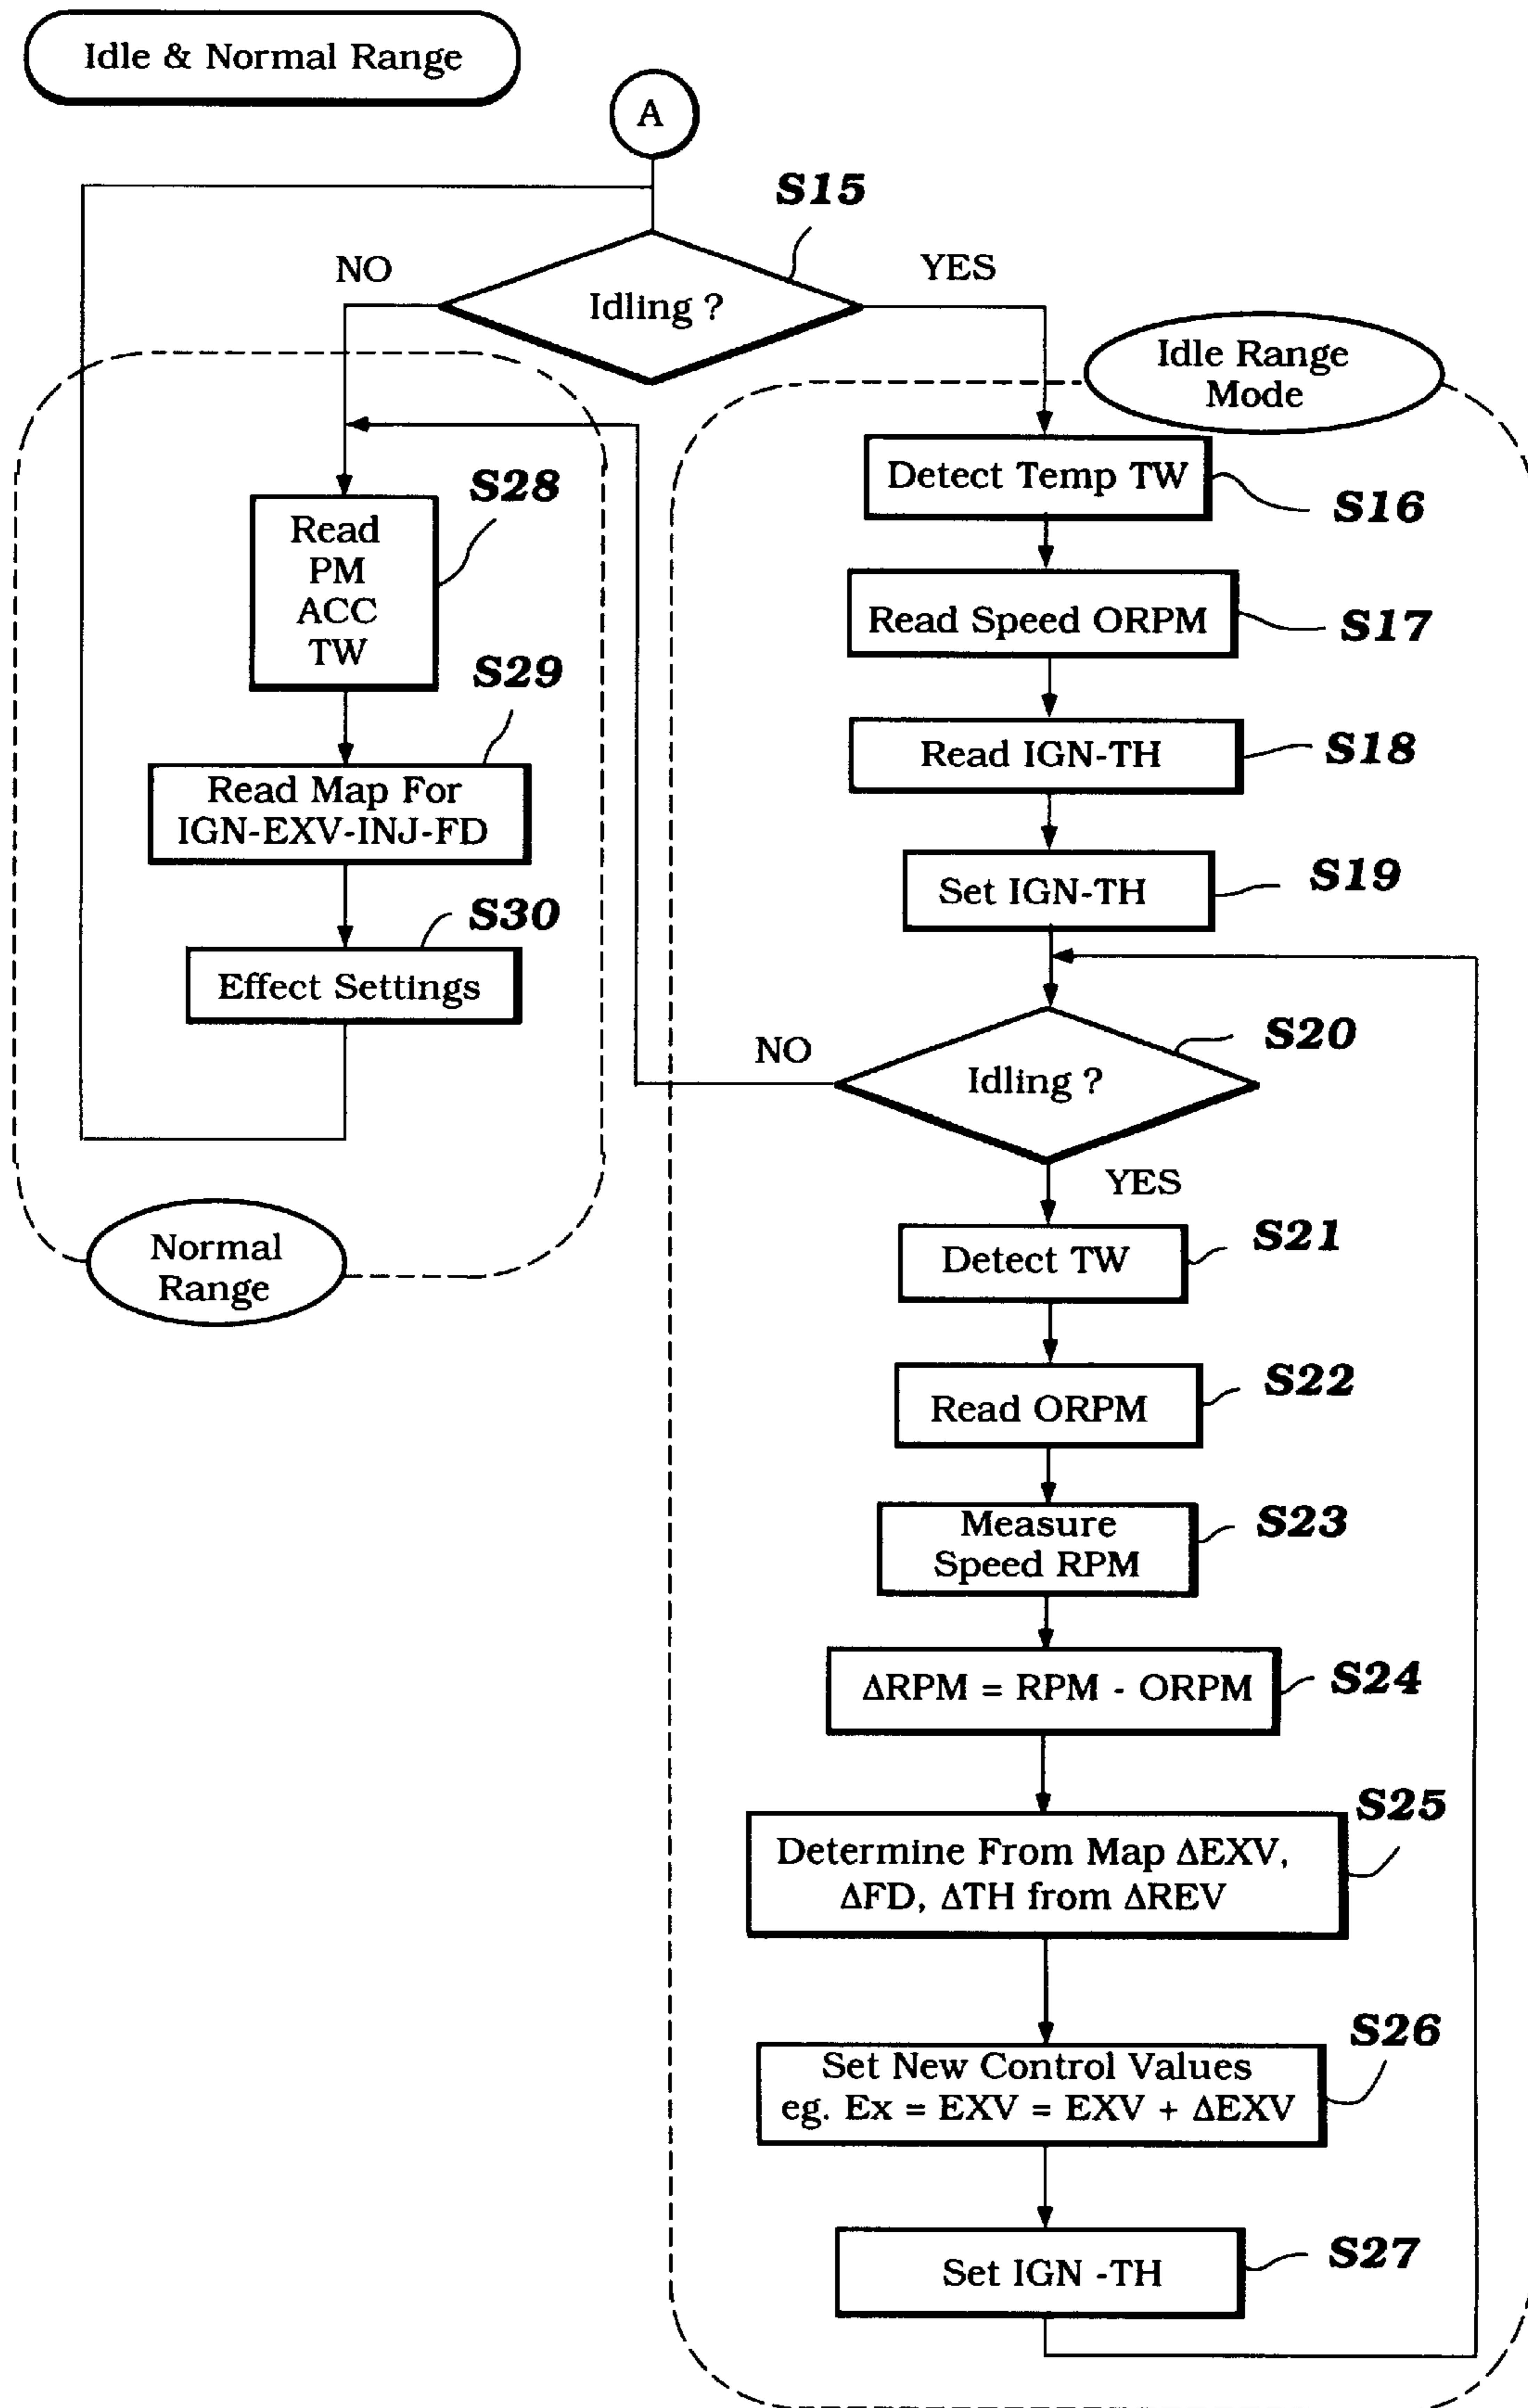 Idle & Normal Range
A
S15
NO
YES
Idling ?
Idle Range
Mode
Detect Temp TW
S16
Read Speed ORPM
S17
Read IGN-TH
S18
Set IGN-TH
S19
Idling ?
S20
NO
YES
Detect TW
S21
Read ORPM
S22
Measure
Speed RPM
S23
ΔRPM = RPM - ORPM
S24
Determine From Map ΔEXV,
ΔFD, ΔTH from ΔREV
S25
Set New Control Values
eg. Ex = EXV = EXV + ΔEXV
S26
Set IGN -TH
S27
Read
PM
ACC
TW
S28
Read Map For
IGN-EXV-INJ-FD
S29
Effect Settings
S30
Normal
Range